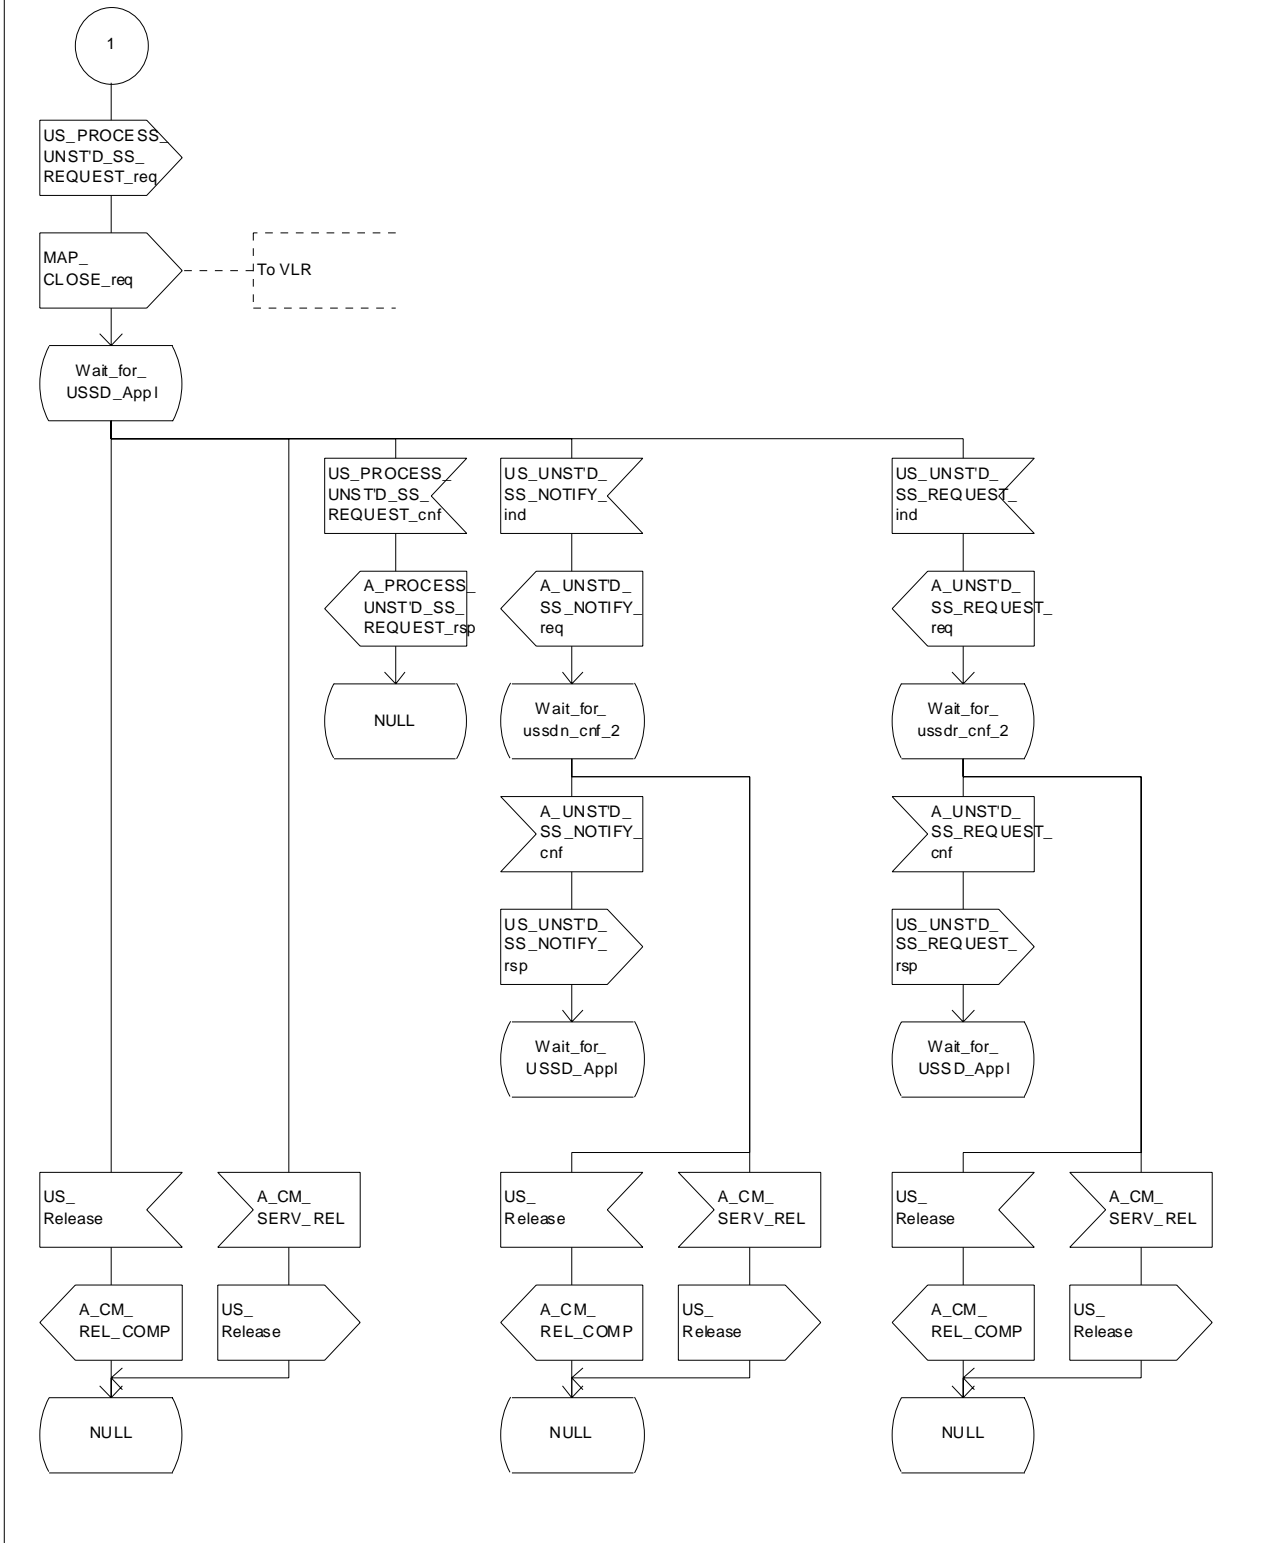 1
US_PROCESS_
UNST'D_SS_
REQUEST_req
MAP_
CLOSE_req
To VLR
Wait_for_
USSD_Appl
US_PROCESS_
UNST'D_SS_
REQUEST_cnf
US_UNST'D_
SS_NOTIFY_
ind
US_UNST'D_
SS_REQUEST_
ind
A_PROCESS_
UNST'D_SS_
REQUEST_rsp
A_UNST'D_
SS_NOTIFY_
req
A_UNST'D_
SS_REQUEST_
req
NULL
Wait_for_
ussdn_cnf_2
Wait_for_
ussdr_cnf_2
A_UNST'D_
SS_NOTIFY_
cnf
A_UNST'D_
SS_REQUEST_
cnf
US_UNST'D_
SS_NOTIFY_
rsp
US_UNST'D_
SS_REQUEST_
rsp
Wait_for_
USSD_Appl
Wait_for_
USSD_Appl
US_
Release
A_CM_
SERV_REL
US_
Release
A_CM_
SERV_REL
US_
Release
A_CM_
SERV_REL
A_CM_
REL_COMP
US_
Release
A_CM_
REL_COMP
US_
Release
A_CM_
REL_COMP
US_
Release
NULL
NULL
NULL